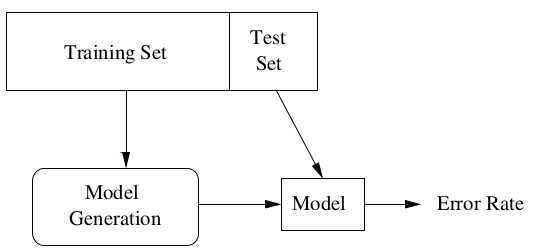 Training Set
Test
Set
Model
Generation
Model
Error Rate